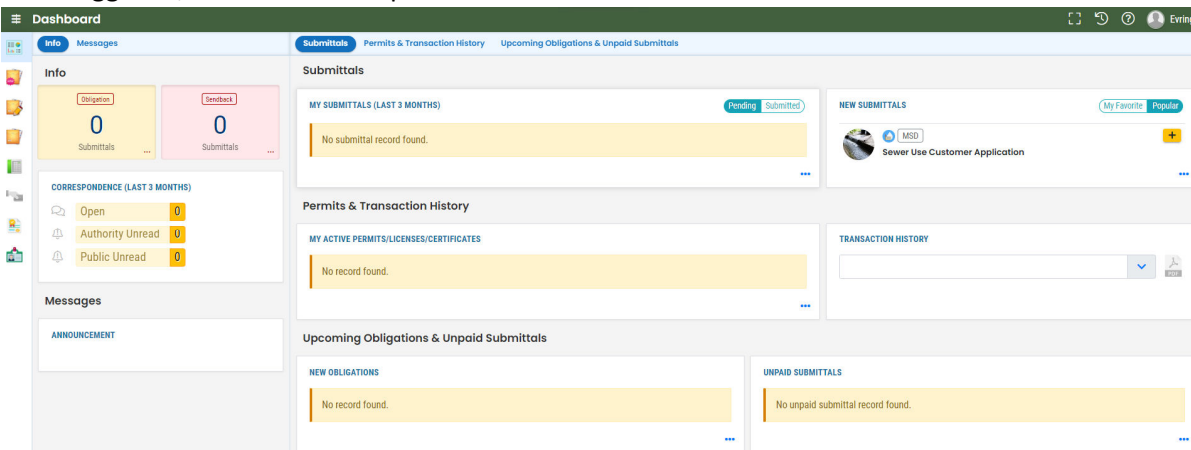 Dashboard
Evring
Info Messages
Submittals Permits & Transaction History Upcoming Obligations & Unpaid Submittals
Info
Obligation
0
Submittals
...
Sendback
0
Submittals
...
CORRESPONDENCE (LAST 3 MONTHS)
Open 0
Authority Unread 0
Public Unread 0
Messages
ANNOUNCEMENT
Submittals
MY SUBMITTALS (LAST 3 MONTHS) Pending Submitted
No submittal record found.
NEW SUBMITTALS My Favorite Popular
MSD
Sewer Use Customer Application
Permits & Transaction History
MY ACTIVE PERMITS/LICENSES/CERTIFICATES
No record found.
TRANSACTION HISTORY
PDF
Upcoming Obligations & Unpaid Submittals
NEW OBLIGATIONS
No record found.
UNPAID SUBMITTALS
No unpaid submittal record found.